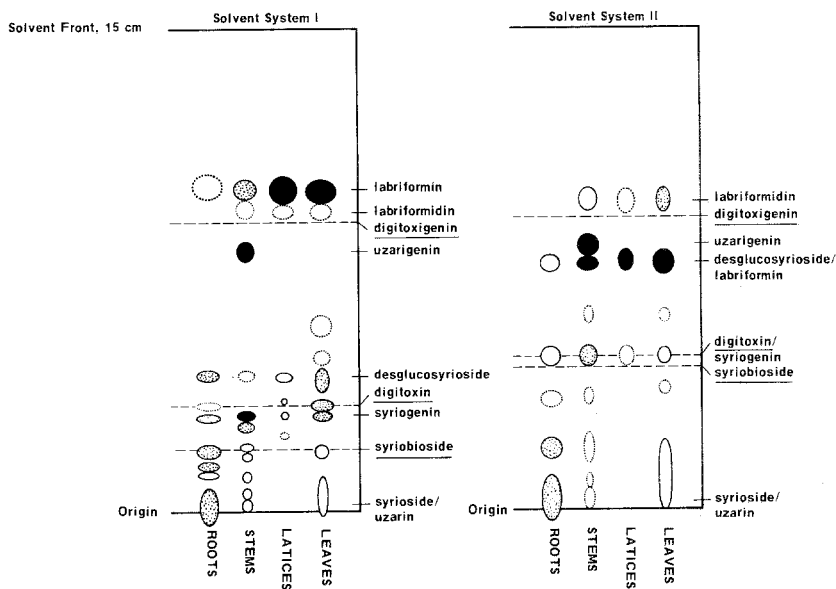 Solvent System I
Solvent Front, 15 cm
labriformin
labriformidin
digitoxigenin
uzarigenin
desglucosyrioside
digitoxin
syriogenin
syriobioside
syrioside/
uzarin
Origin
ROOTS
STEMS
LATICES
LEAVES
Solvent System II
labriformidin
digitoxigenin
uzarigenin
desglucosyrioside/
labriformin
digitoxin/
syriogenin
syriobioside
syrioside/
uzarin
Origin
ROOTS
STEMS
LATICES
LEAVES